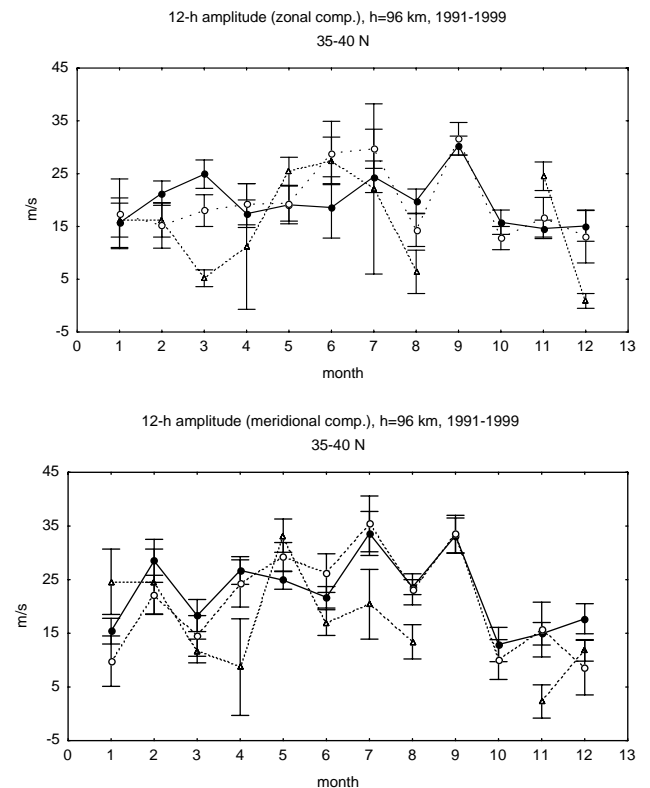 12-h amplitude (zonal comp.), h=96 km, 1991-1999
35-40 N
45
35
25
15
5
-5
m/s
0 1 2 3 4 5 6 7 8 9 10 11 12 13
month
12-h amplitude (meridional comp.), h=96 km, 1991-1999
35-40 N
45
35
25
15
5
-5
m/s
0 1 2 3 4 5 6 7 8 9 10 11 12 13
month